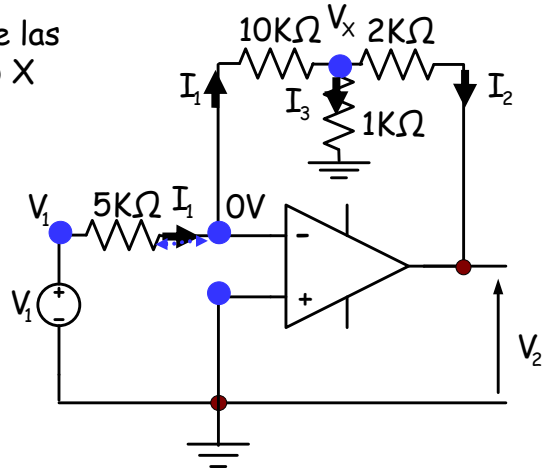 e las
o X
10KΩ VX 2KΩ
I1 I3 I2
1KΩ
V1 5KΩ I1 0V
V1
+
-
-
+
V2